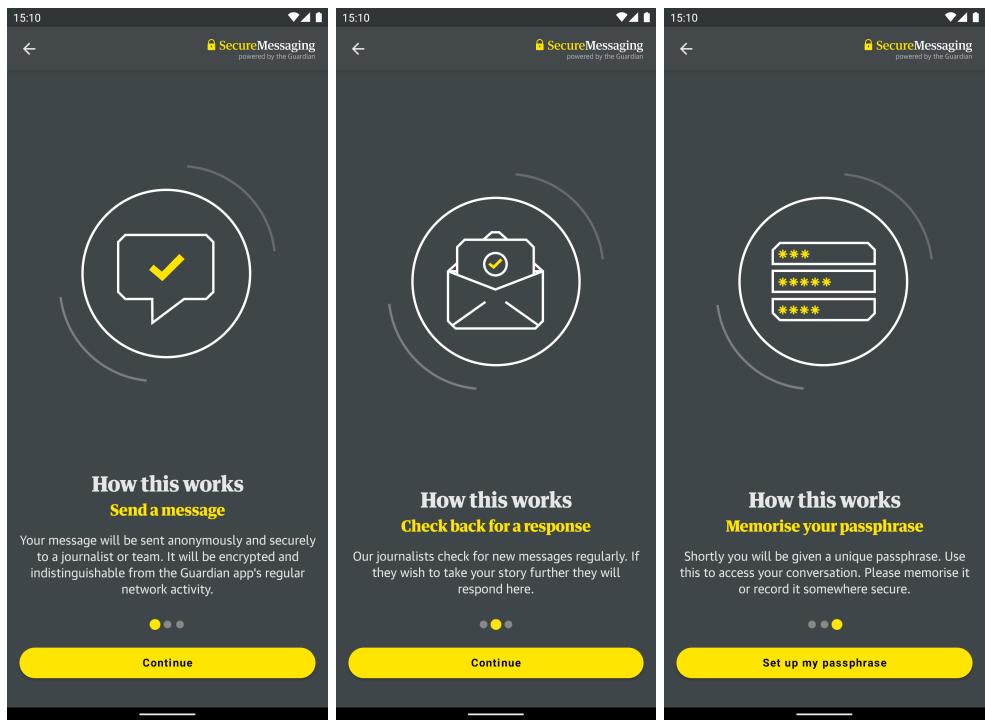 15:10
SecureMessaging
powered by the Guardian
How this works
Send a message
Your message will be sent anonymously and securely
to a journalist or team. It will be encrypted and
indistinguishable from the Guardian app's regular
network activity.
Continue
15:10
SecureMessaging
powered by the Guardian
How this works
Check back for a response
Our journalists check for new messages regularly. If
they wish to take your story further they will
respond here.
Continue
15:10
SecureMessaging
powered by the Guardian
***
*****
****
How this works
Memorise your passphrase
Shortly you will be given a unique passphrase. Use
this to access your conversation. Please memorise it
or record it somewhere secure.
Set up my passphrase